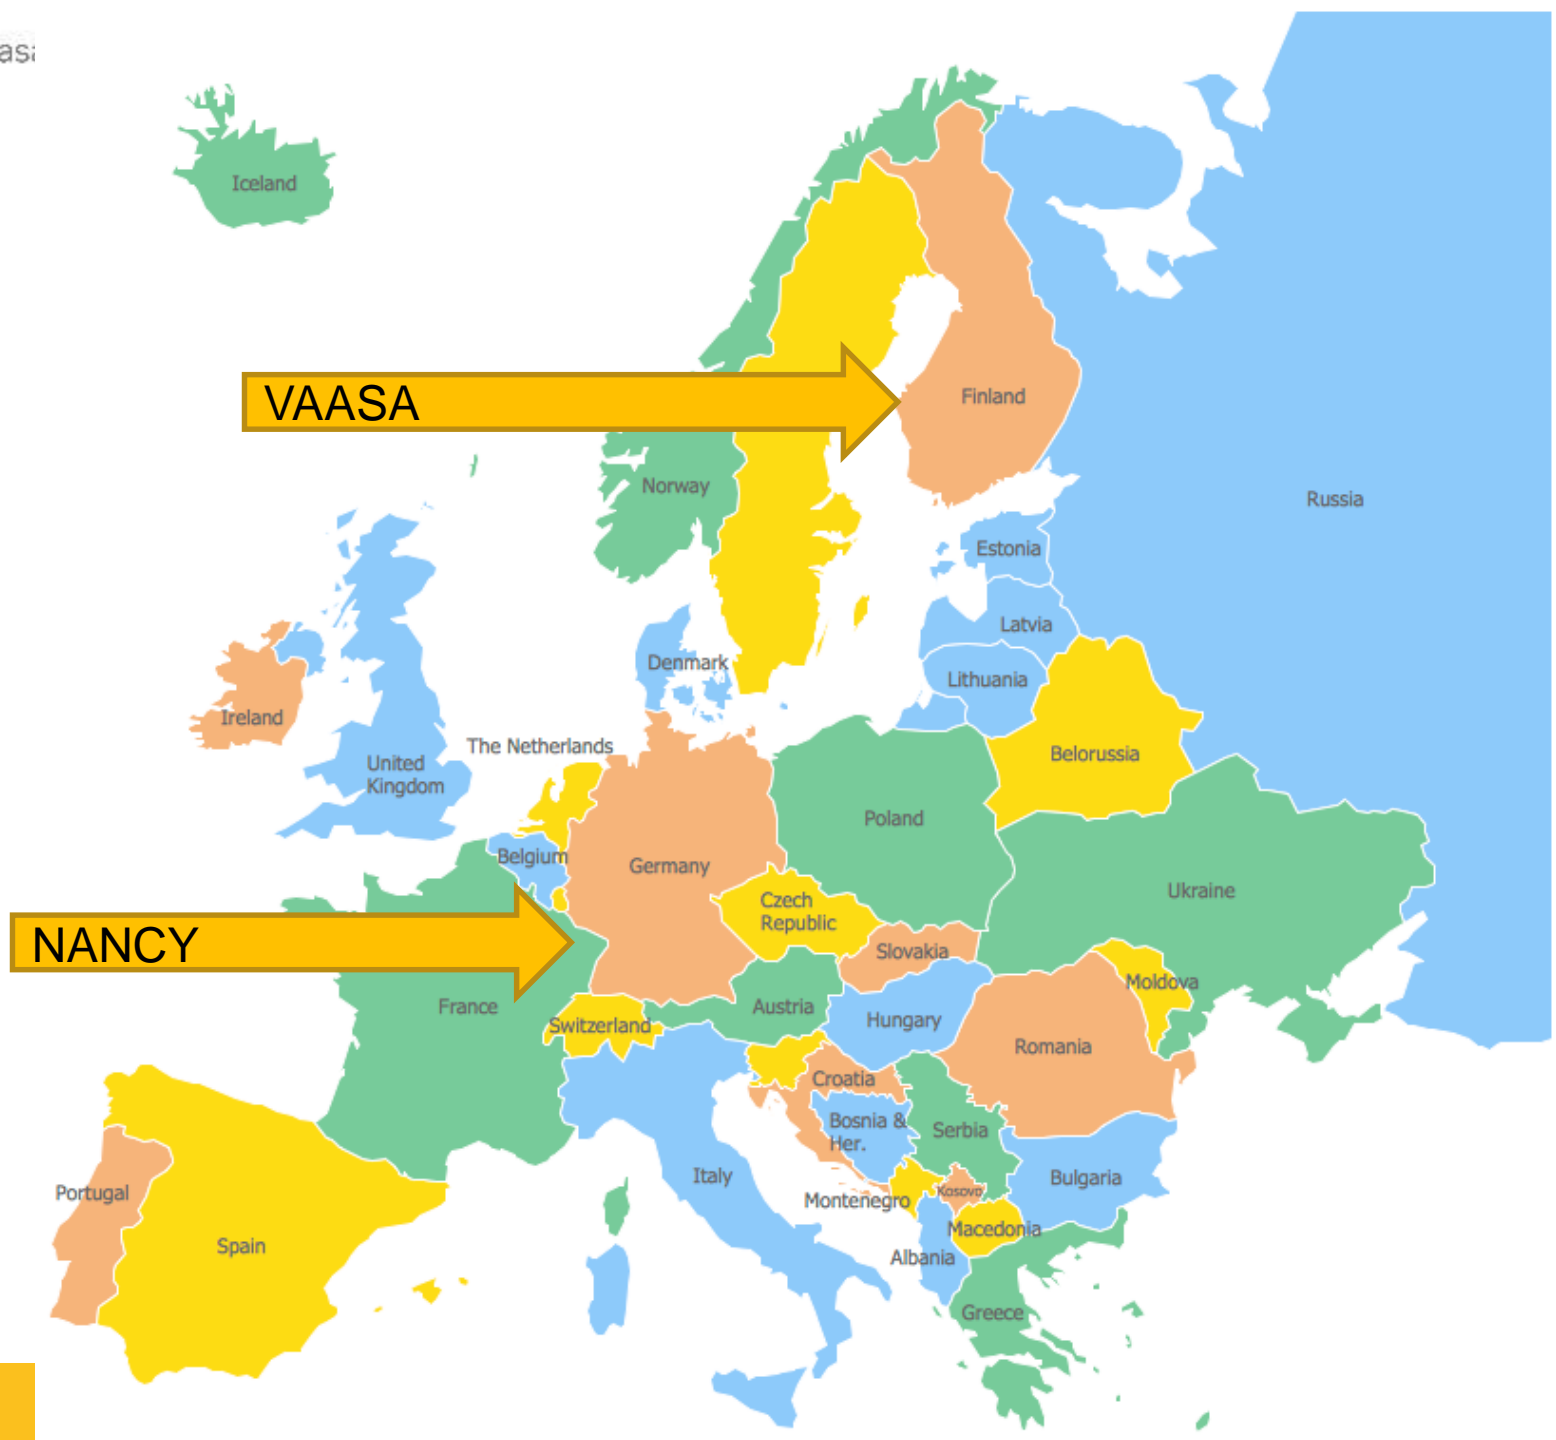 Iceland
VAASA
Finland
Norway
Russia
Estonia
Latvia
Denmark
Lithuania
Ireland
The Netherlands
Belorussia
United
Kingdom
Poland
Belgium
Germany
Ukraine
Czech
Republic
NANCY
Slovakia
Moldova
France
Austria
Switzerland
Hungary
Romania
Croatia
Bosnia &
Her.
Serbia
Italy
Bulgaria
Portugal
Kosovo
Montenegro
Macedonia
Spain
Albania
Greece